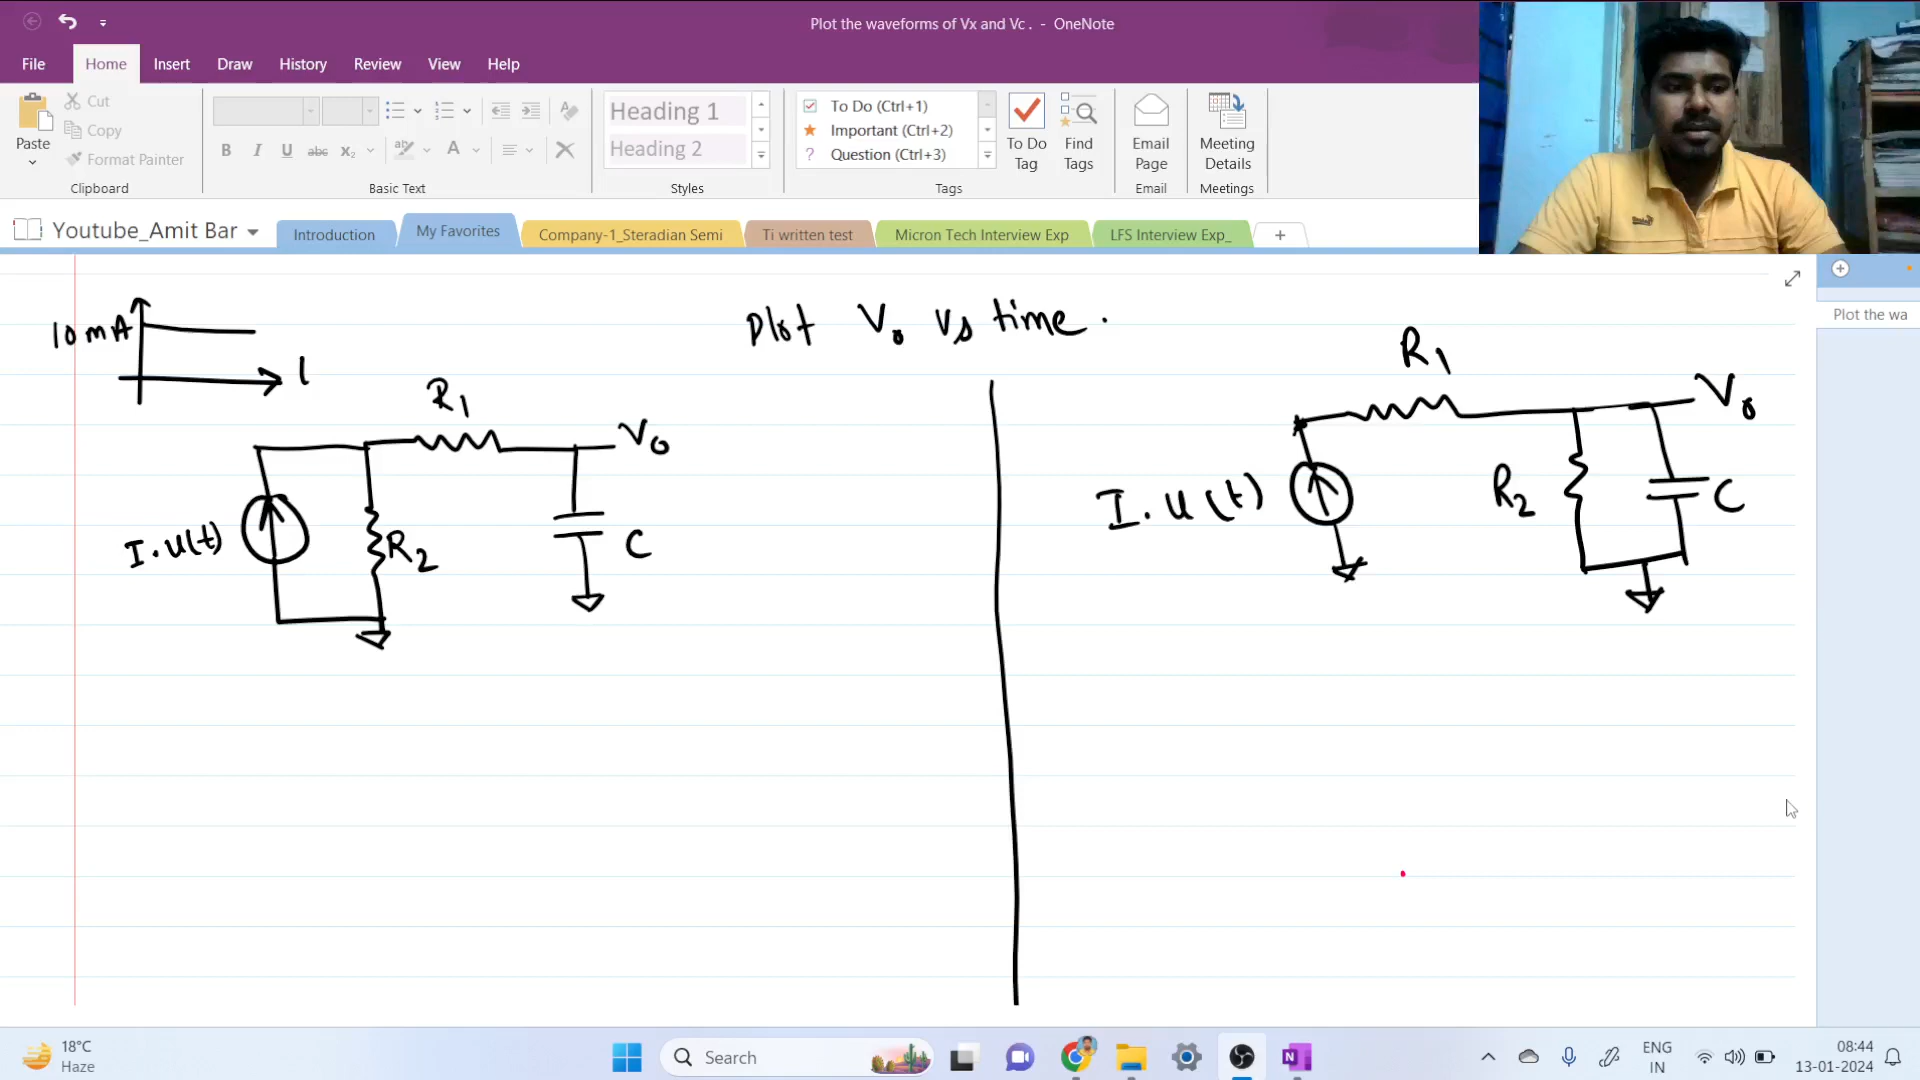 Plot the waveforms of Vx and Vc . - OneNote
File Home Insert Draw History Review View Help
Paste
Cut
Copy
Format Painter
Clipboard
B I U abc x₂ ab A
Basic Text
Heading 1
Heading 2
Styles
To Do (Ctrl+1)
Important (Ctrl+2)
? Question (Ctrl+3)
Tags
To Do Tag
Find Tags
Email Page
Email
Meeting Details
Meetings
Youtube_Amit Bar
Introduction
My Favorites
Company-1_Steradian Semi
Ti written test
Micron Tech Interview Exp
LFS Interview Exp_
+
Plot the wa
Plot V₀ vs time.
10mA
R₁
V₀
I.u(t)
R₂
C
R₁
V₀
I.u(t)
R₂
C
18°C
Haze
Search
ENG
IN
08:44
13-01-2024